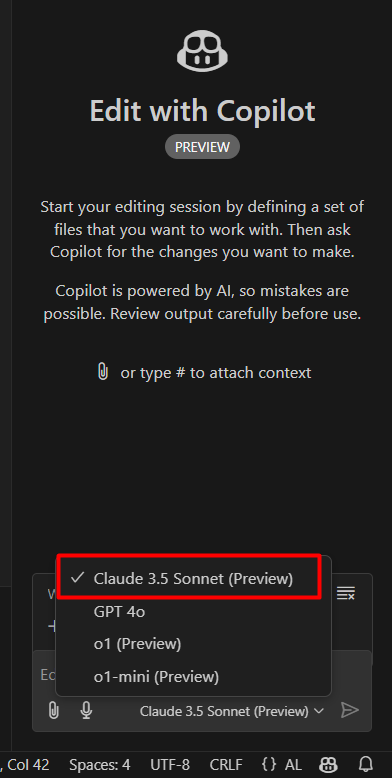 Edit with Copilot
PREVIEW
Start your editing session by defining a set of
files that you want to work with. Then ask
Copilot for the changes you want to make.
Copilot is powered by AI, so mistakes are
possible. Review output carefully before use.
or type # to attach context
Claude 3.5 Sonnet (Preview)
GPT 4o
o1 (Preview)
o1-mini (Preview)
Claude 3.5 Sonnet (Preview)
, Col 42 Spaces: 4 UTF-8 CRLF {} AL